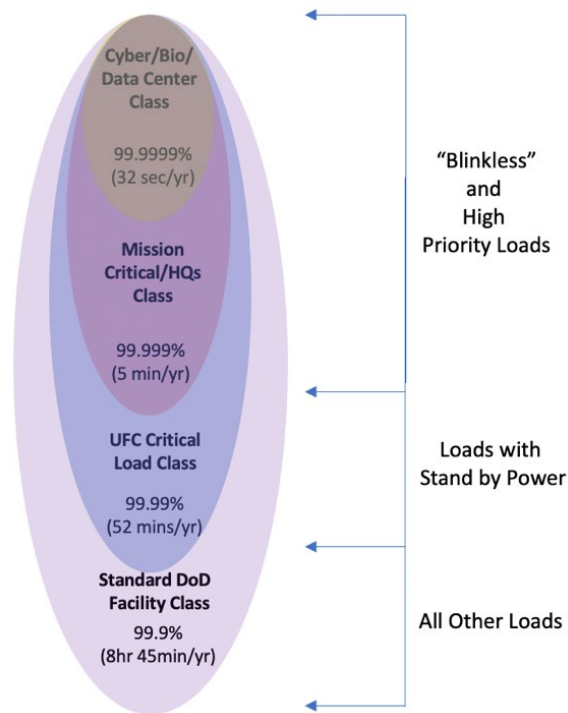 Cyber/Bio/
Data Center
Class
99.9999%
(32 sec/yr)
Mission
Critical/HQs
Class
99.999%
(5 min/yr)
UFC Critical
Load Class
99.99%
(52 mins/yr)
Standard DoD
Facility Class
99.9%
(8hr 45min/yr)
“Blinkless”
and
High
Priority Loads
Loads with
Stand by Power
All Other Loads